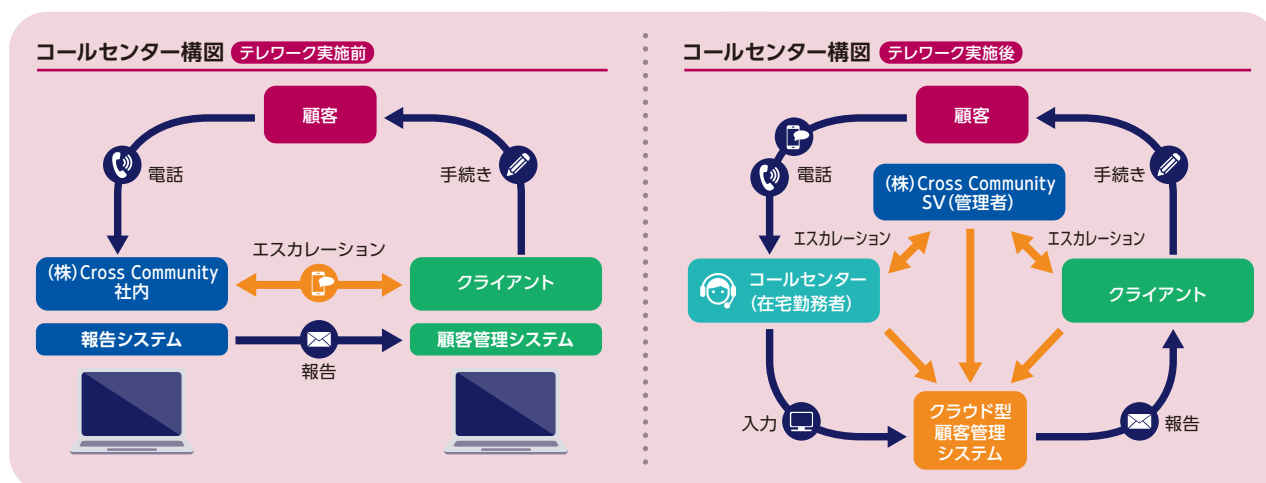 コールセンター構図 テレワーク実施前
顧客
電話
手続き
エスカレーション
(株)Cross Community
社内
クライアント
報告システム
顧客管理システム
報告
コールセンター構図 テレワーク実施後
顧客
電話
手続き
(株)Cross Community
SV(管理者)
エスカレーション
エスカレーション
コールセンター
(在宅勤務者)
クライアント
入力
クラウド型
顧客管理
システム
報告